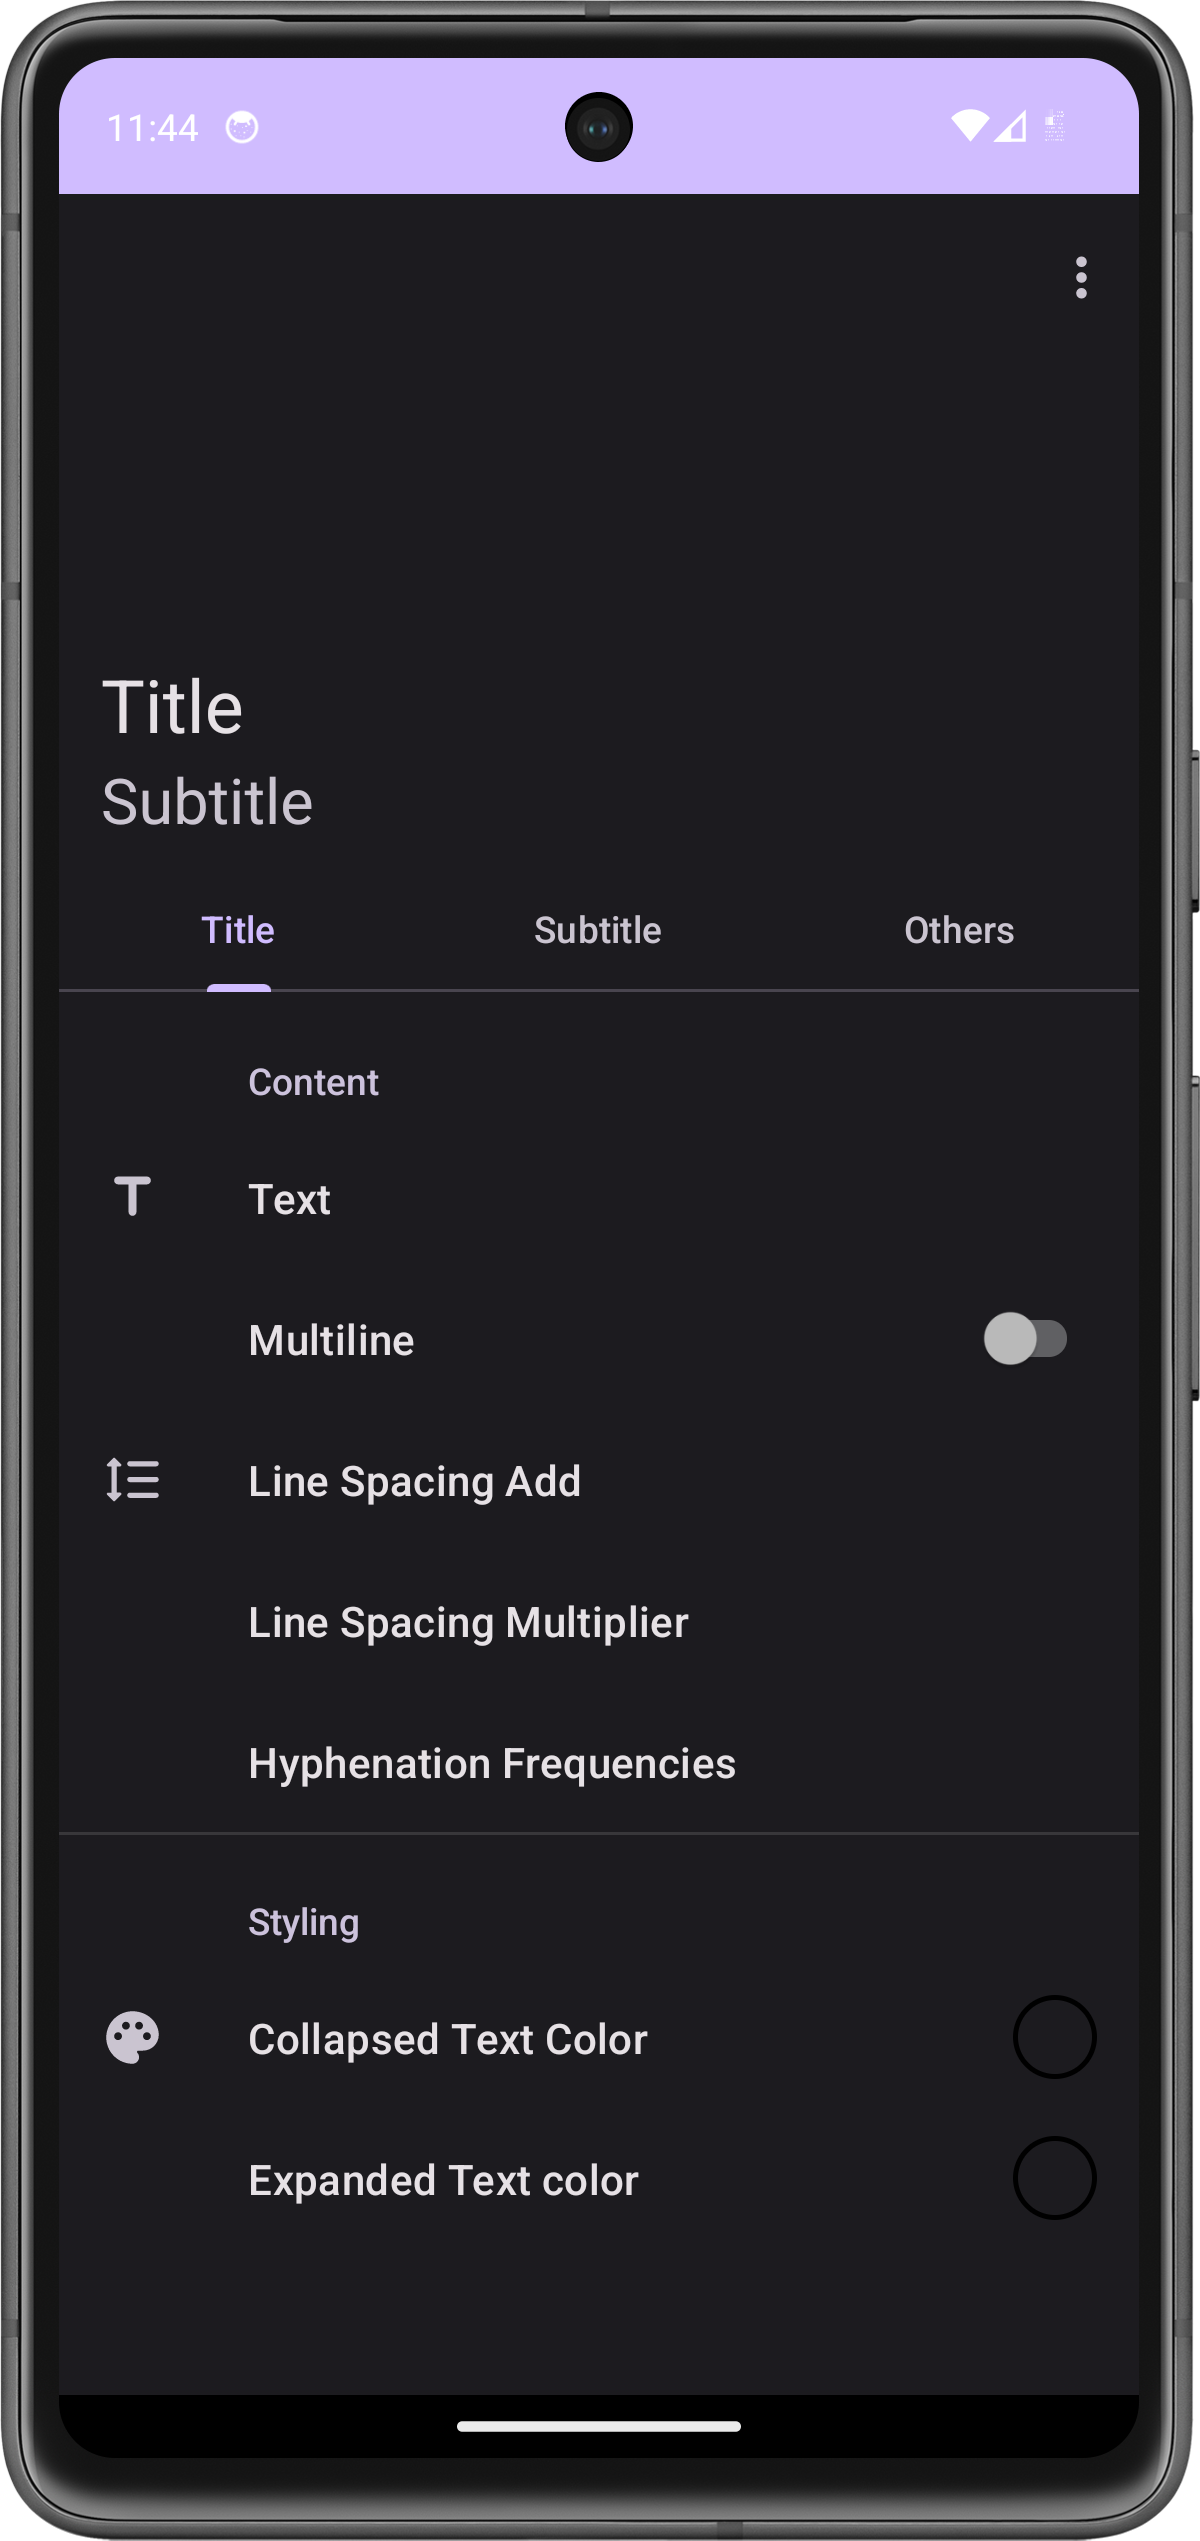 11:44
Title
Subtitle
Title Subtitle Others
Content
Text
Multiline
Line Spacing Add
Line Spacing Multiplier
Hyphenation Frequencies
Styling
Collapsed Text Color
Expanded Text color